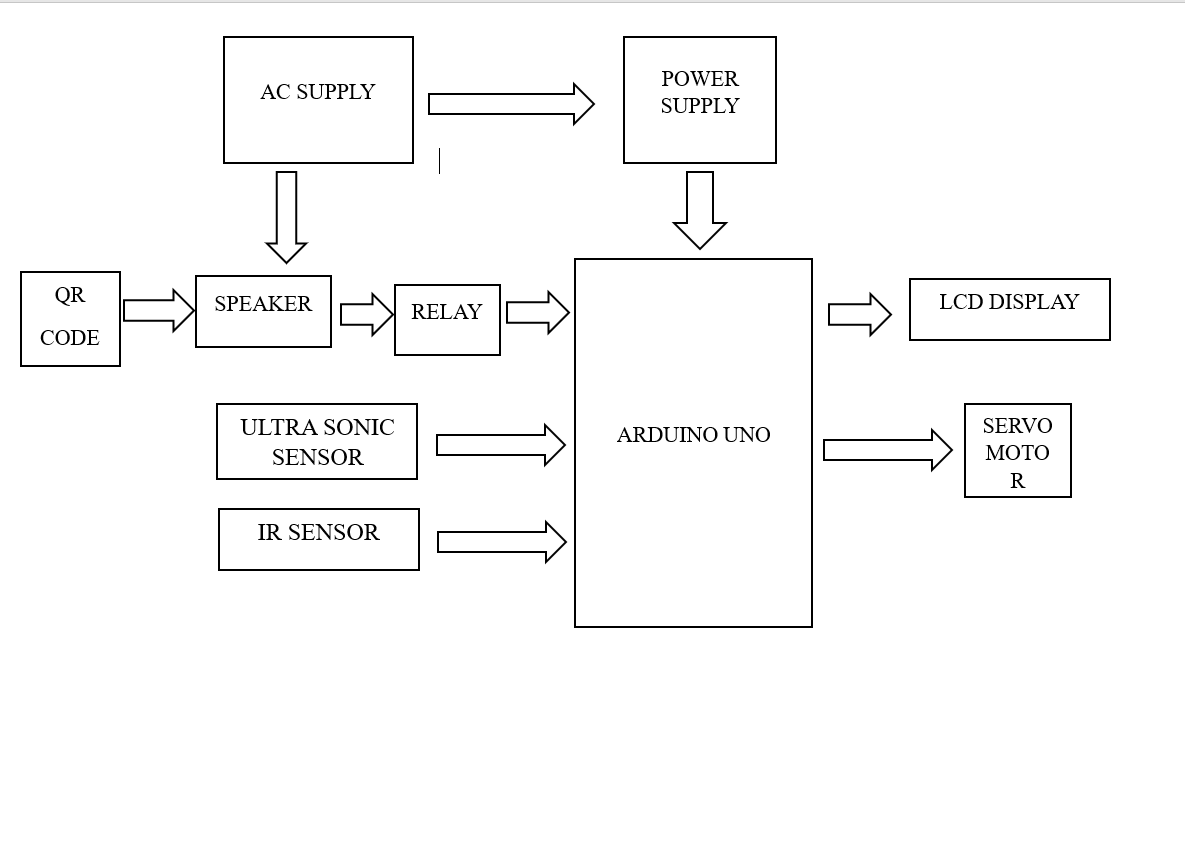 AC SUPPLY
POWER
SUPPLY
QR
CODE
SPEAKER
RELAY
LCD DISPLAY
ULTRA SONIC
SENSOR
ARDUINO UNO
SERVO
MOTO
R
IR SENSOR